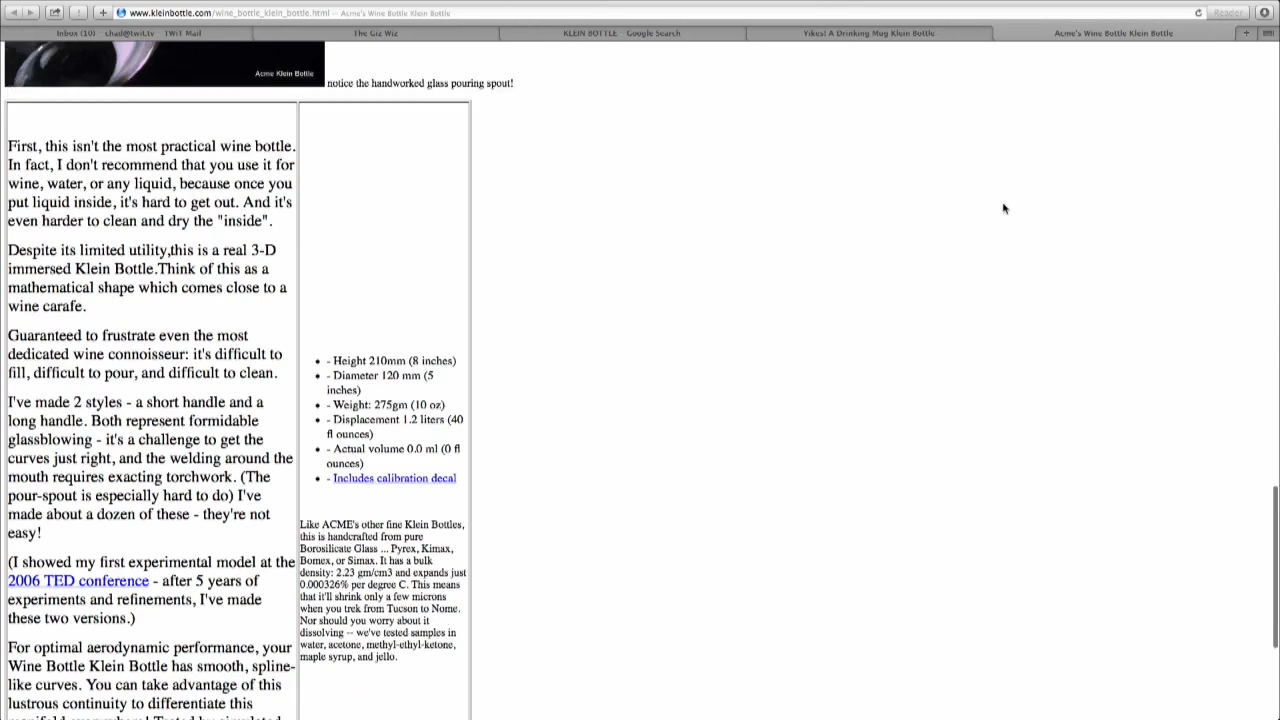 www.kleinbottle.com/wine_bottle_klein_bottle.html — Acme's Wine Bottle Klein Bottle
Reader
Inbox (10) - chad@twit.tv TWiT Mail
The Giz Wiz
KLEIN BOTTLE Google Search
Yikes! A Drinking Mug Klein Bottle
Acme's Wine Bottle Klein Bottle
Acme Klein Bottle
notice the handworked glass pouring spout!
First, this isn't the most practical wine bottle.
In fact, I don't recommend that you use it for
wine, water, or any liquid, because once you
put liquid inside, it's hard to get out. And it's
even harder to clean and dry the "inside".
Despite its limited utility,this is a real 3-D
immersed Klein Bottle.Think of this as a
mathematical shape which comes close to a
wine carafe.
Guaranteed to frustrate even the most
dedicated wine connoisseur: it's difficult to
fill, difficult to pour, and difficult to clean.
I've made 2 styles - a short handle and a
long handle. Both represent formidable
glassblowing - it's a challenge to get the
curves just right, and the welding around the
mouth requires exacting torchwork. (The
pour-spout is especially hard to do) I've
made about a dozen of these - they're not
easy!
(I showed my first experimental model at the
2006 TED conference - after 5 years of
experiments and refinements, I've made
these two versions.)
For optimal aerodynamic performance, your
Wine Bottle Klein Bottle has smooth, spline-
like curves. You can take advantage of this
lustrous continuity to differentiate this
- Height 210mm (8 inches)
- Diameter 120 mm (5
inches)
- Weight: 275gm (10 oz)
- Displacement 1.2 liters (40
fl ounces)
- Actual volume 0.0 ml (0 fl
ounces)
- Includes calibration decal
Like ACME's other fine Klein Bottles,
this is handcrafted from pure
Borosilicate Glass ... Pyrex, Kimax,
Bomex, or Simax. It has a bulk
density: 2.23 gm/cm3 and expands just
0.000326% per degree C. This means
that it'll shrink only a few microns
when you trek from Tucson to Nome.
Nor should you worry about it
dissolving -- we've tested samples in
water, acetone, methyl-ethyl-ketone,
maple syrup, and jello.